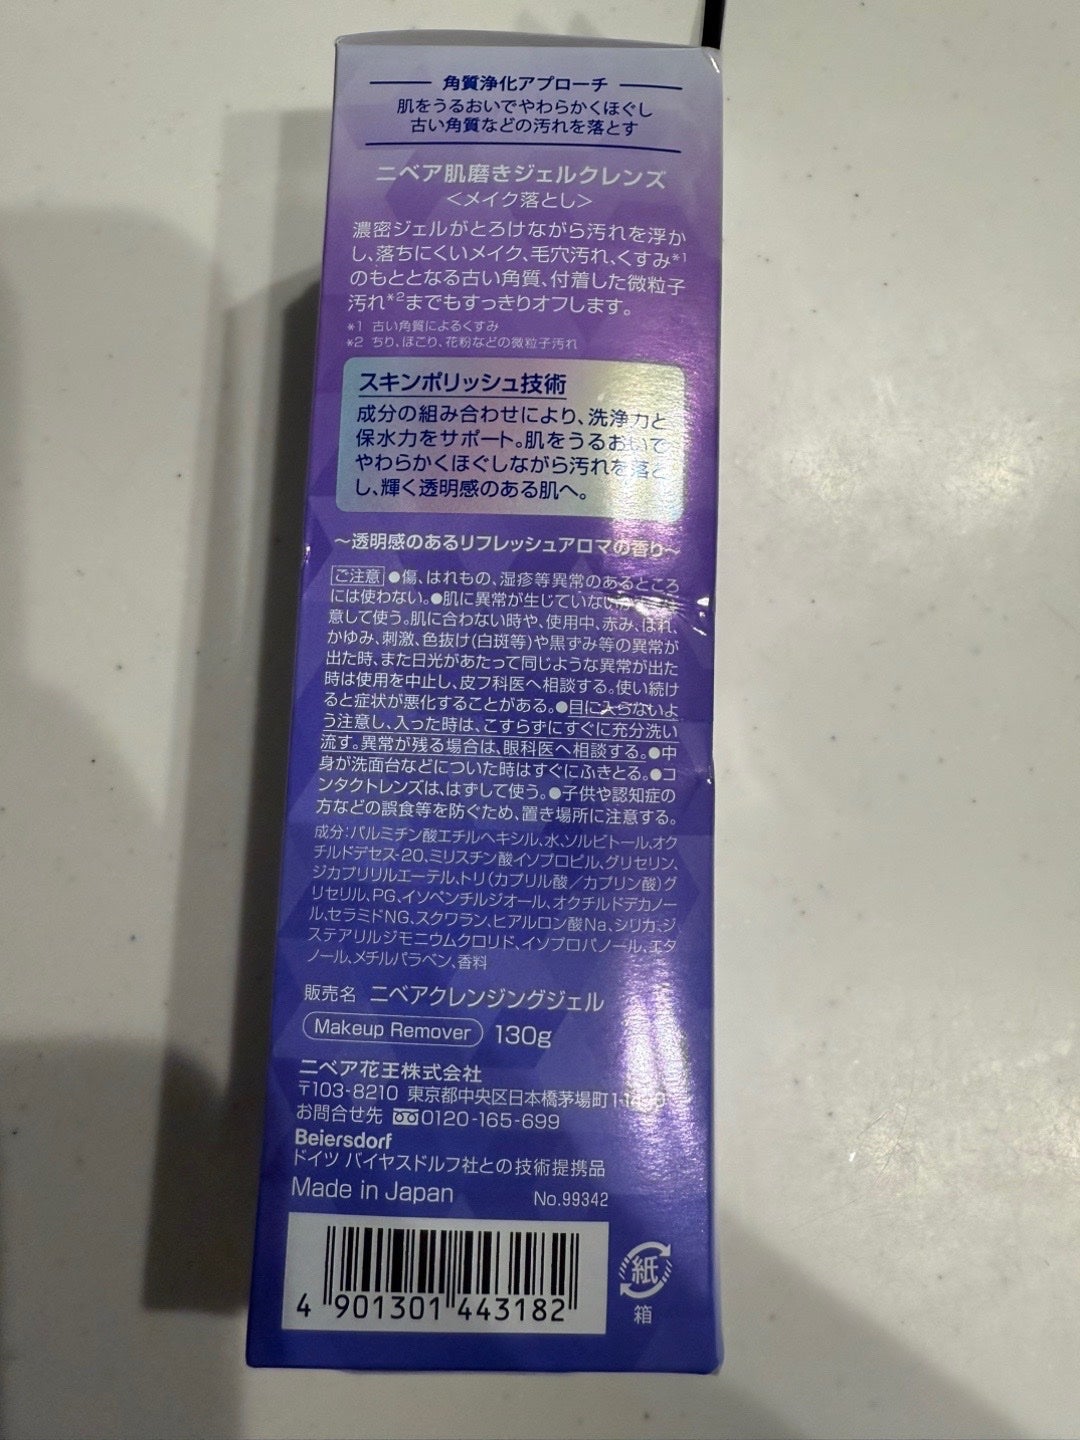 角質浄化アプローチ
肌をうるおいでやわらかくほぐし
古い角質などの汚れを落とす
ニベア肌磨きジェルクレンズ
＜メイク落とし＞
濃密ジェルがとろけながら汚れを浮か
し、落ちにくいメイク、毛穴汚れ、くすみ*1
のもととなる古い角質、付着した微粒子
汚れ*2までもすっきりオフします。
*1 古い角質によるくすみ
*2 ちり、ほこり、花粉などの微粒子汚れ
スキンポリッシュ技術
成分の組み合わせにより、洗浄力と
保水力をサポート。肌をうるおいで
やわらかくほぐしながら汚れを落と
し、輝く透明感のある肌へ。
〜透明感のあるリフレッシュアロマの香り〜
ご注意 ●傷、はれもの、湿疹等異常のあるところ
には使わない。●肌に異常が生じていない
意して使う。肌に合わない時や、使用中、赤み、はれ、
かゆみ、刺激、色抜け(白斑等)や黒ずみ等の異常が
出た時、また日光があたって同じような異常が出た
時は使用を中止し、皮フ科医へ相談する。使い続け
ると症状が悪化することがある。●目に入らないよ
う注意し、入った時は、こすらずにすぐに充分洗い
流す。異常が残る場合は、眼科医へ相談する。●中
身が洗面台などについた時はすぐにふきとる。●コ
ンタクトレンズは、はずして使う。●子供や認知症の
方などの誤食等を防ぐため、置き場所に注意する。
成分：パルミチン酸エチルヘキシル、水、ソルビトール、オク
チルドデセス-20、ミリスチン酸イソプロピル、グリセリン、
ジカプリリルエーテル、トリ(カプリル酸／カプリン酸)グ
リセリル、PG、イソペンチルジオール、オクチルドデカノー
ル、セラミドNG、スクワラン、ヒアルロン酸Na、シリカ、ジ
ステアリルジモニウムクロリド、イソプロパノール、エタ
ノール、メチルパラベン、香料
販売名 ニベアクレンジングジェル
Makeup Remover 130g
ニベア花王株式会社
〒103-8210 東京都中央区日本橋茅場町
お問合せ先 0120-165-699
Beiersdorf
ドイツ バイヤスドルフ社との技術提携品
Made in Japan No.99342
4 901301 443182
紙
箱